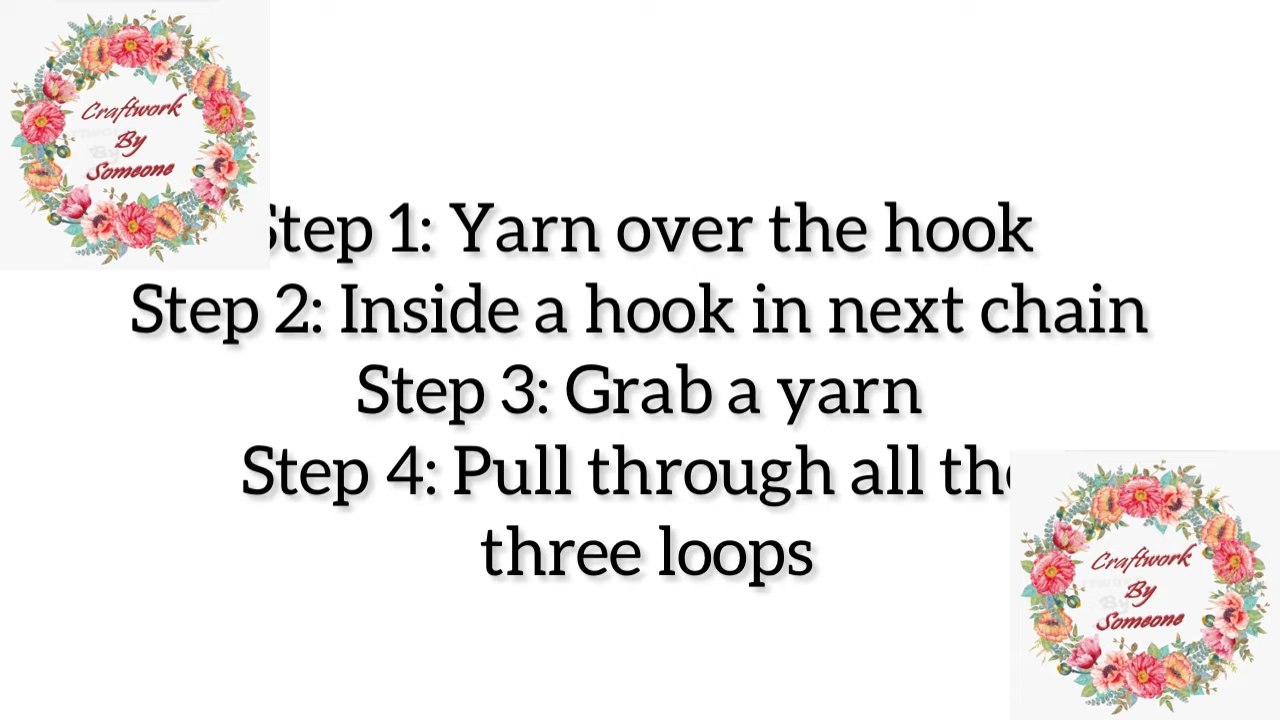 Craftwork
By
Someone
Step 1: Yarn over the hook
Step 2: Inside a hook in next chain
Step 3: Grab a yarn
Step 4: Pull through all the
three loops
Craftwork
By
Someone